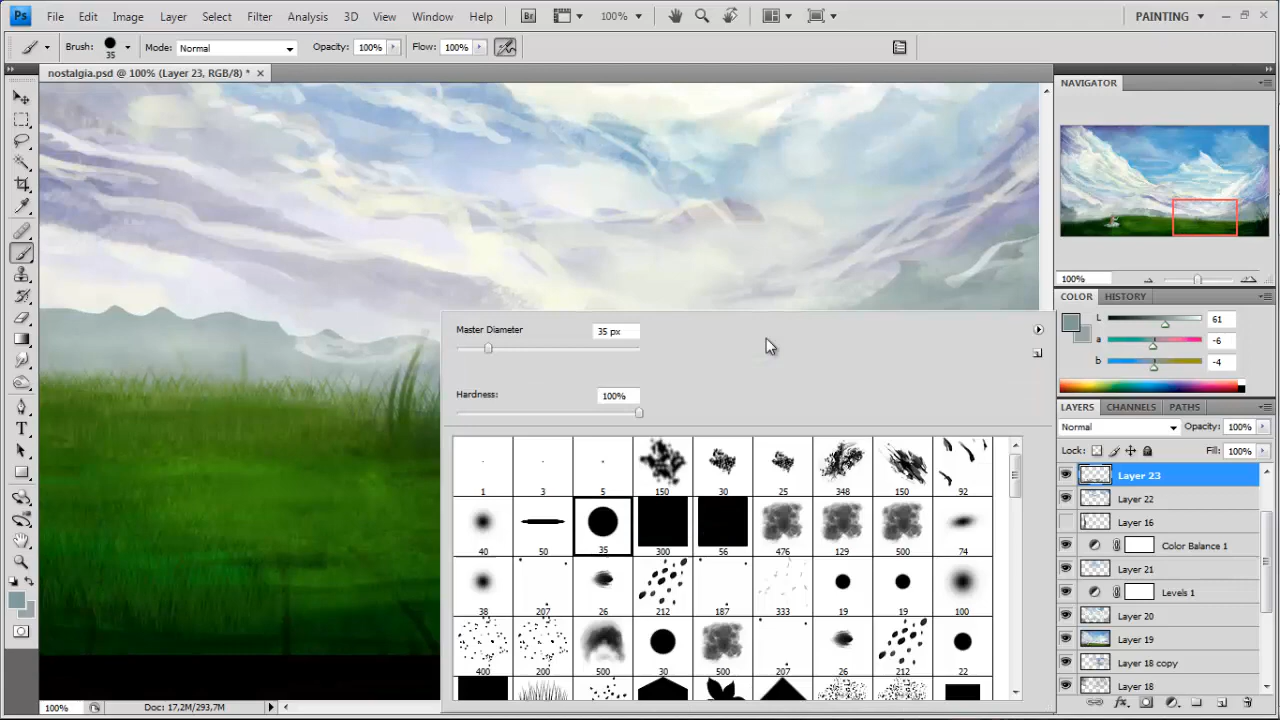 Ps File Edit Image Layer Select Filter Analysis 3D View Window Help Br 100% PAINTING
Brush: 35 Mode: Normal Opacity: 100% Flow: 100%
nostalgia.psd @ 100% (Layer 23, RGB/8) *
NAVIGATOR
100%
COLOR HISTORY
L 61
a -6
b -4
Master Diameter 35 px
Hardness: 100%
1 3 5 150 30 25 348 150 92
40 50 35 300 56 476 129 500 74
38 207 26 212 187 333 19 19 100
400 200 500 30 500 207 26 212 22
LAYERS CHANNELS PATHS
Normal Opacity: 100%
Lock: Fill: 100%
Layer 23
Layer 22
Layer 16
Color Balance 1
Layer 21
Levels 1
Layer 20
Layer 19
Layer 18 copy
Layer 18
100% Doc: 17,2M/293,7M